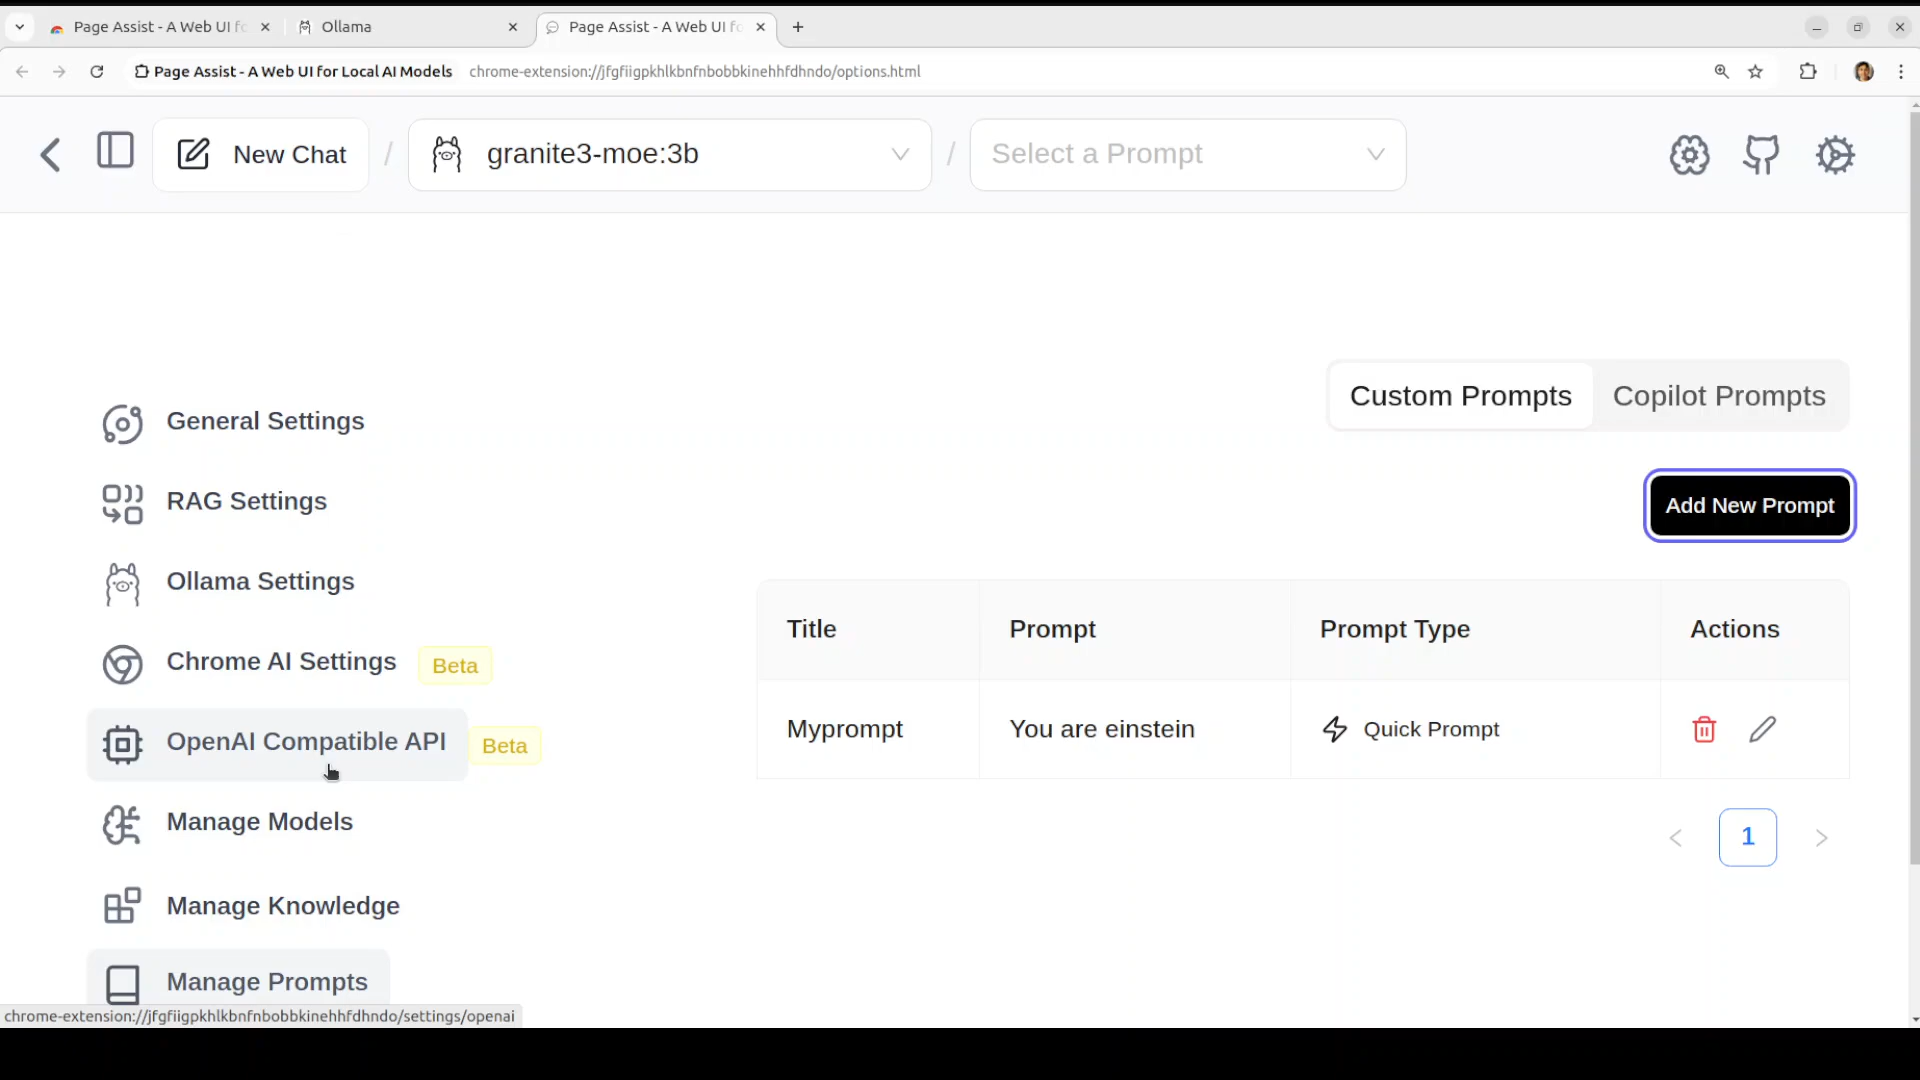 Page Assist - A Web UI fo
Ollama
Page Assist - A Web UI fo
Page Assist - A Web UI for Local AI Models
chrome-extension://jfgfiigpkhlkbnfnbobbkinehhfdhndo/options.html
New Chat
/
granite3-moe:3b
/
Select a Prompt
Custom Prompts
Copilot Prompts
General Settings
RAG Settings
Add New Prompt
Ollama Settings
Title
Prompt
Prompt Type
Actions
Chrome AI Settings
Beta
OpenAI Compatible API
Beta
Myprompt
You are einstein
Quick Prompt
Manage Models
1
Manage Knowledge
Manage Prompts
chrome-extension://jfgfiigpkhlkbnfnbobbkinehhfdhndo/settings/openai